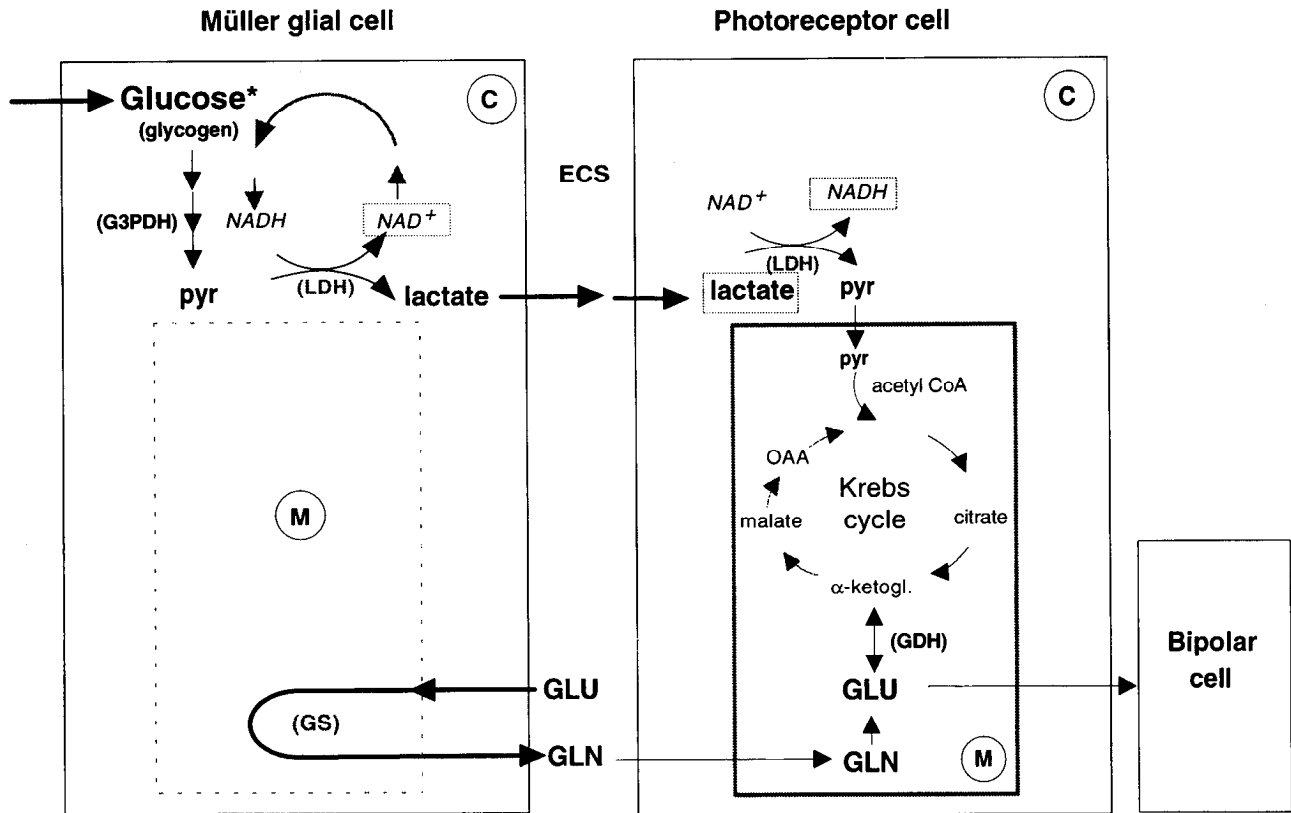 Müller glial cell
Photoreceptor cell
Glucose*
(glycogen)
C
(G3PDH)
NADH
NAD+
(LDH)
pyr
lactate
M
ECS
GLU
(GS)
GLN
C
NAD+
NADH
(LDH)
lactate
pyr
pyr
acetyl CoA
OAA
Krebs
cycle
malate
citrate
α-ketogl.
(GDH)
GLU
GLN
M
Bipolar
cell